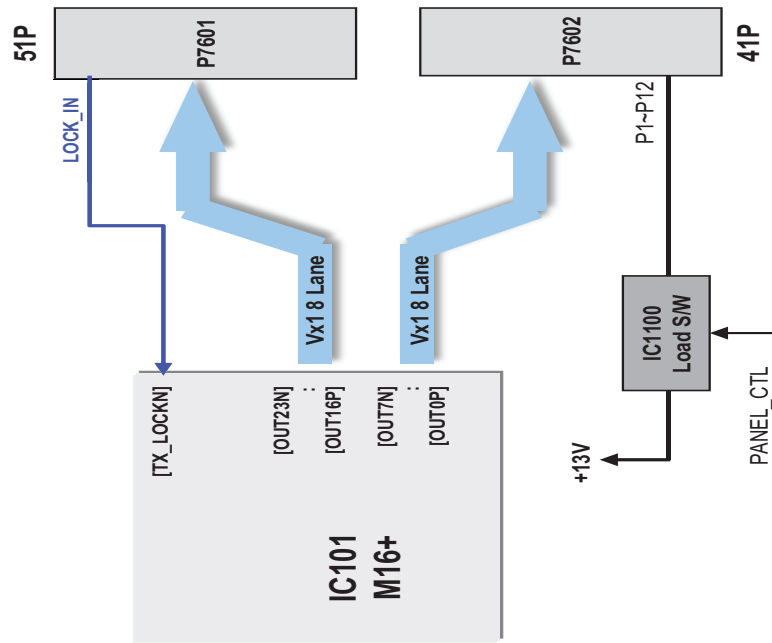 51P
P7601
LOCK_IN
Vx1 8 Lane
[TX_LOCKN]
[OUT23N]
:
[OUT16P]
[OUT7N]
:
[OUT0P]
IC101
M16+
Vx1 8 Lane
P7602
41P
P1~P12
IC1100
Load S/W
+13V
PANEL_CTL